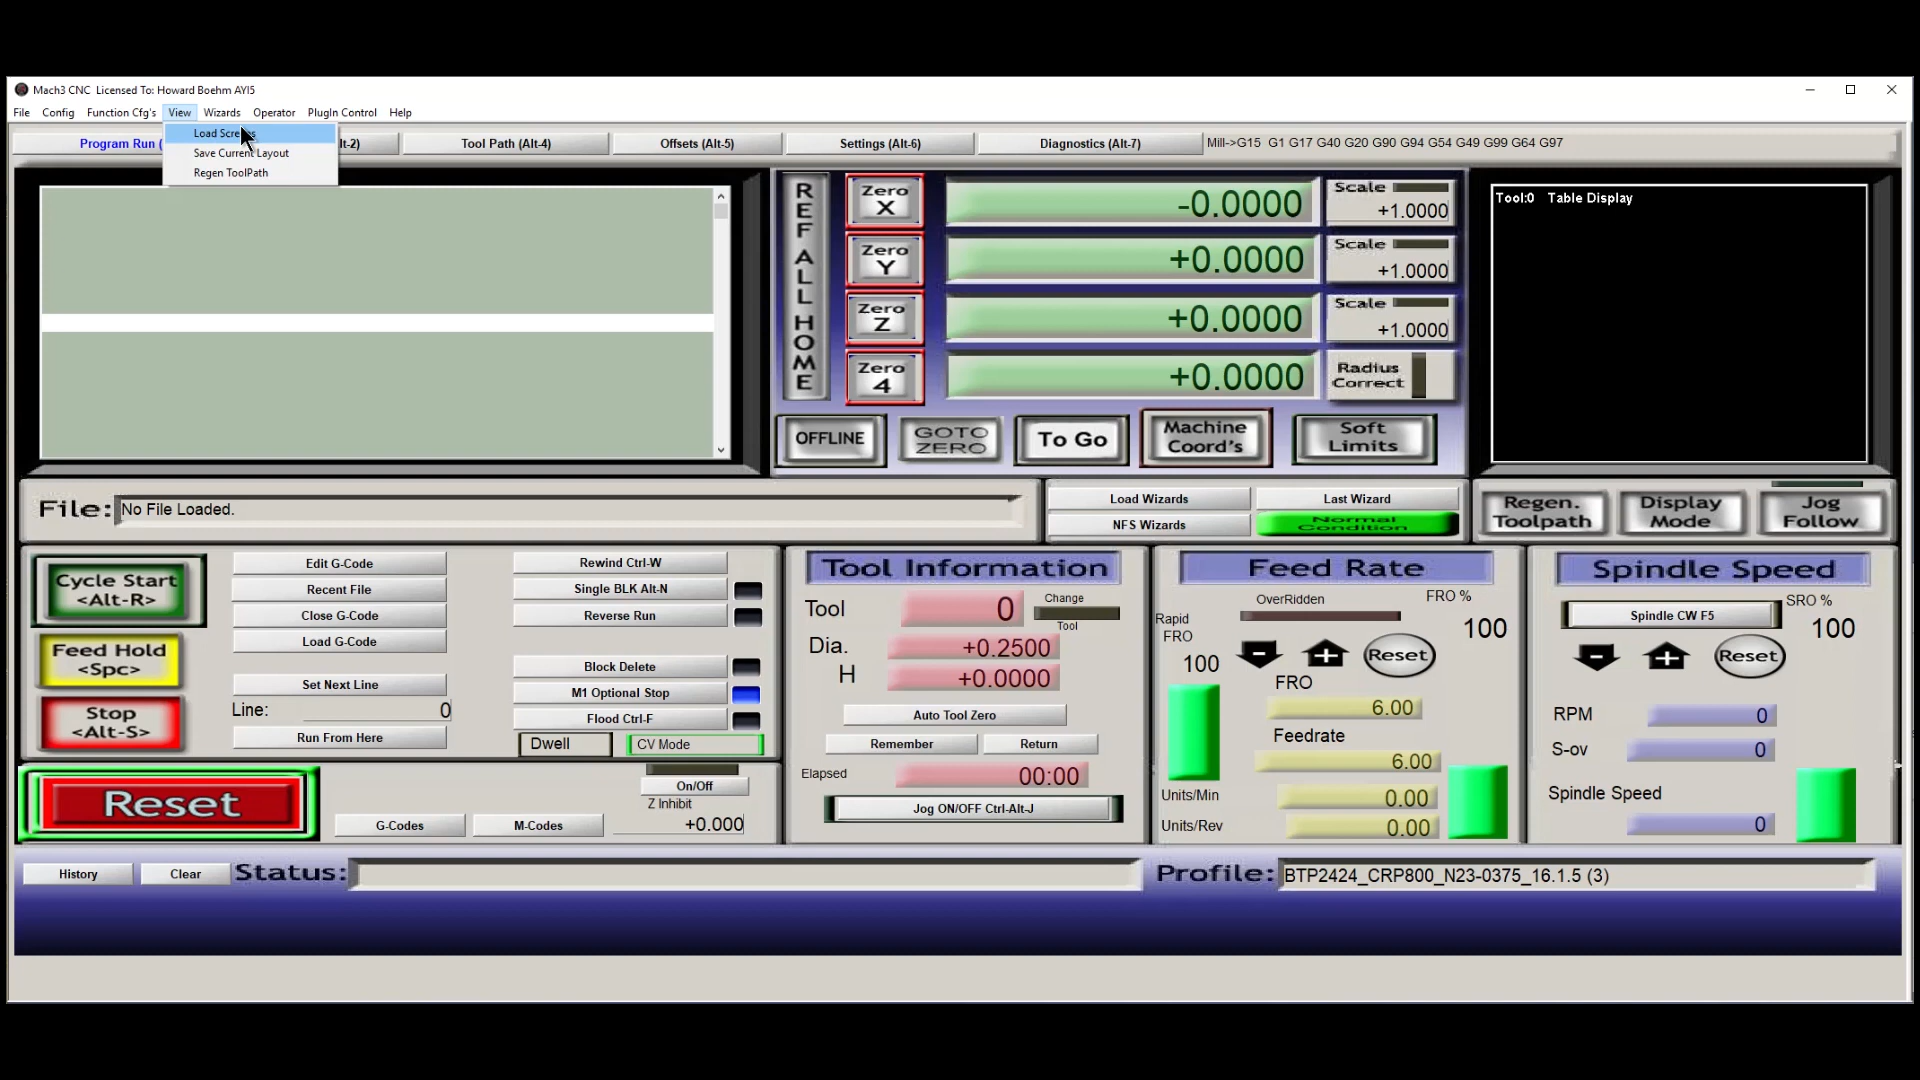 Mach3 CNC  Licensed To: Howard Boehm AYI5
File Config Function Cfg's View Wizards Operator PlugIn Control Help
Load Screens
Save Current Layout
Regen ToolPath
Program Run (
lt-2)
Tool Path (Alt-4)
Offsets (Alt-5)
Settings (Alt-6)
Diagnostics (Alt-7)
Mill->G15  G1 G17 G40 G20 G90 G94 G54 G49 G99 G64 G97
REF ALL HOME
Zero X
-0.0000
Scale
+1.0000
Zero Y
+0.0000
Scale
+1.0000
Zero Z
+0.0000
Scale
+1.0000
Zero 4
+0.0000
Radius Correct
OFFLINE
GOTO ZERO
To Go
Machine Coord's
Soft Limits
Tool:0   Table Display
File: No File Loaded.
Load Wizards
Last Wizard
NFS Wizards
Normal Condition
Regen. Toolpath
Display Mode
Jog Follow
Cycle Start
<Alt-R>
Feed Hold
<Spc>
Stop
<Alt-S>
Edit G-Code
Recent File
Close G-Code
Load G-Code
Set Next Line
Line: 0
Run From Here
Rewind Ctrl-W
Single BLK Alt-N
Reverse Run
Block Delete
M1 Optional Stop
Flood Ctrl-F
Dwell
CV Mode
Reset
G-Codes
M-Codes
On/Off
Z Inhibit
+0.000
Tool Information
Tool 0
Change
Tool
Dia. +0.2500
H +0.0000
Auto Tool Zero
Remember
Return
Elapsed 00:00
Jog ON/OFF Ctrl-Alt-J
Feed Rate
OverRidden
FRO %
100
Rapid
FRO
100
Reset
FRO
6.00
Feedrate
6.00
Units/Min 0.00
Units/Rev 0.00
Spindle Speed
Spindle CW F5
SRO %
100
Reset
RPM 0
S-ov 0
Spindle Speed
0
History
Clear
Status:
Profile: BTP2424_CRP800_N23-0375_16.1.5 (3)